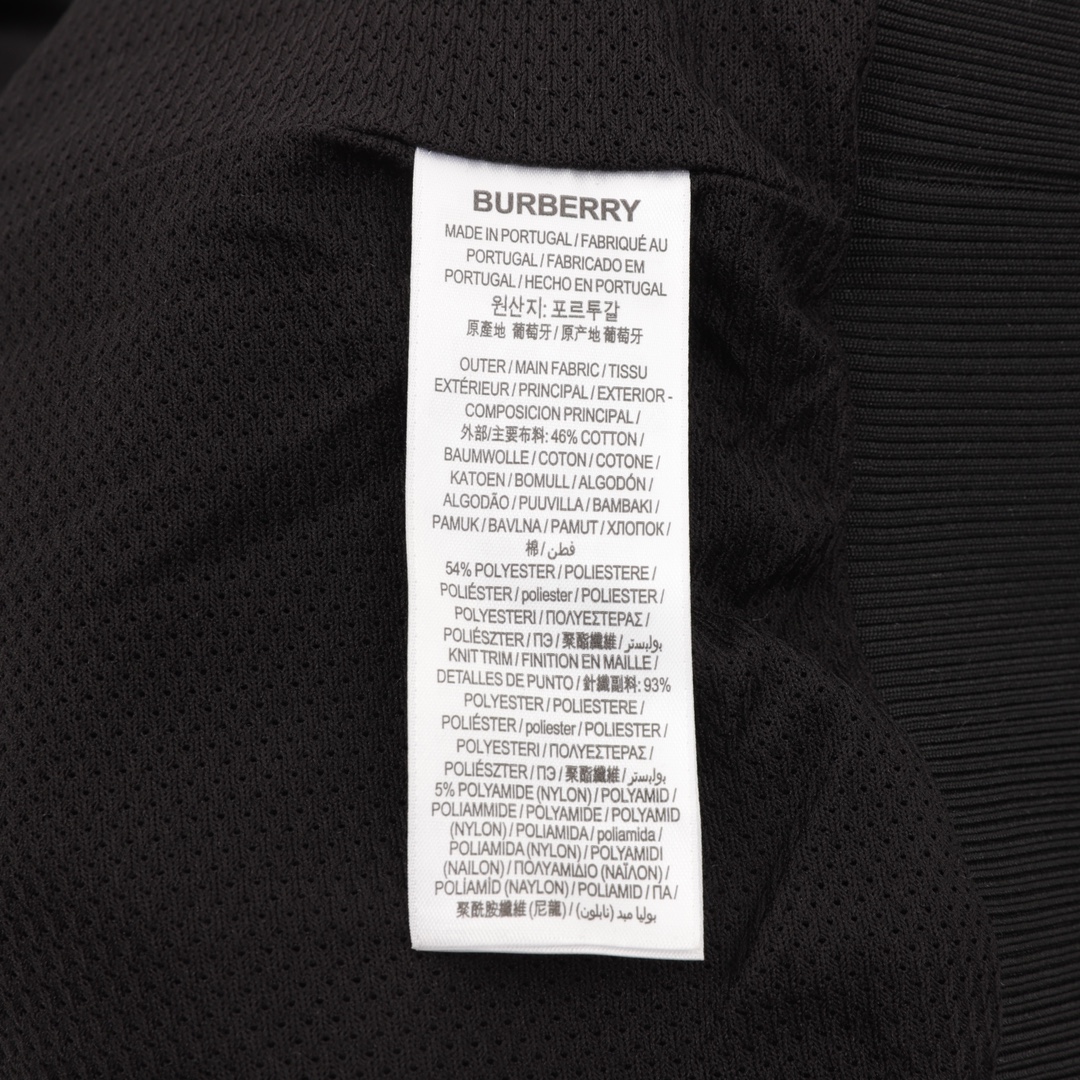 BURBERRY
MADE IN PORTUGAL / FABRIQUÉ AU
PORTUGAL / FABRICADO EM
PORTUGAL / HECHO EN PORTUGAL
원산지: 포르투갈
原產地 葡萄牙 / 原产地 葡萄牙
OUTER / MAIN FABRIC / TISSU
EXTÉRIEUR / PRINCIPAL / EXTERIOR -
COMPOSICION PRINCIPAL /
外部/主要布料: 46% COTTON /
BAUMWOLLE / COTON / COTONE /
KATOEN / BOMULL / ALGODÓN /
ALGODÃO / PUUVILLA / BAMBAKI /
PAMUK / BAVLNA / PAMUT / ХЛОПОК /
棉 / قطن
54% POLYESTER / POLIESTERE /
POLIÉSTER / poliester / POLIESTER /
POLYESTERI / ΠΟΛΥΕΣΤΕΡΑΣ /
POLIÉSZTER / ПЭ / 聚酯纖維 / بوليستر
KNIT TRIM / FINITION EN MAILLE /
DETALLES DE PUNTO / 針織副料: 93%
POLYESTER / POLIESTERE /
POLIÉSTER / poliester / POLIESTER /
POLYESTERI / ΠΟΛΥΕΣΤΕΡΑΣ /
POLIÉSZTER / ПЭ / 聚酯纖維 / بوليستر
5% POLYAMIDE (NYLON) / POLYAMID /
POLIAMMIDE / POLYAMIDE / POLYAMID
(NYLON) / POLIAMIDA / poliamida /
POLIAMIDA (NYLON) / POLYAMIDI
(NAILON) / ΠΟΛΥΑΜΙΔΙΟ (ΝΑΪΛΟΝ) /
POLİAMİD (NAYLON) / POLIAMID / ПА /
聚酰胺纖維 (尼龍) / بوليا ميد (نايلون)